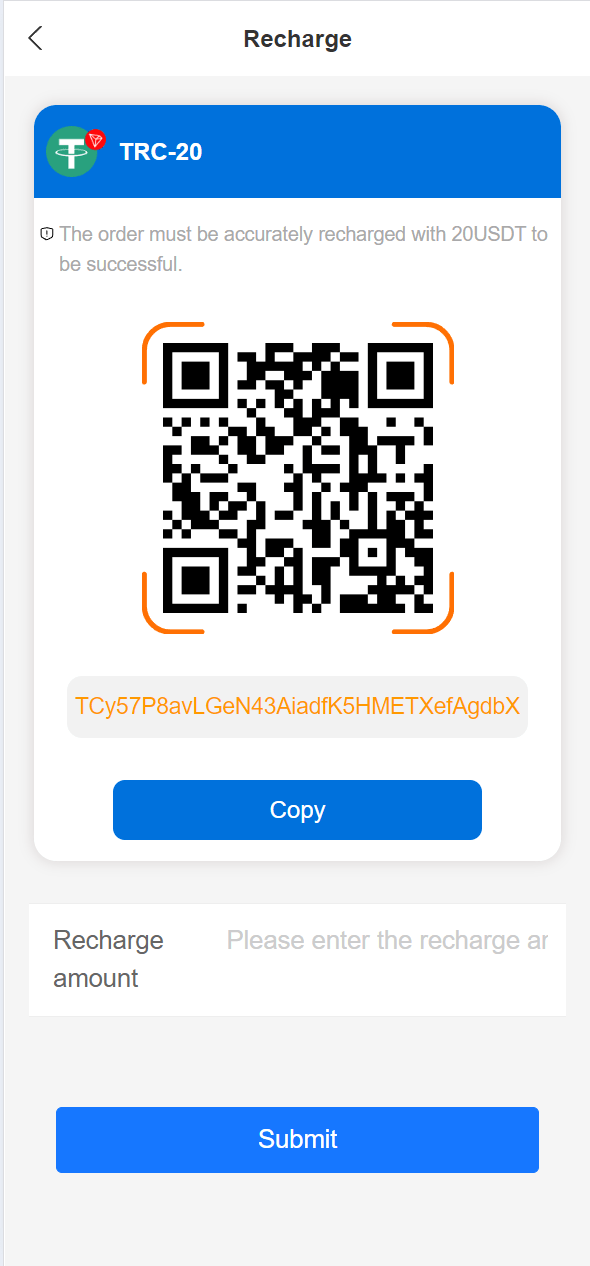 Recharge
TRC-20
The order must be accurately recharged with 20USDT to
be successful.
TCy57P8avLGeN43AiadfK5HMETXefAgdbX
Copy
Recharge
amount
Please enter the recharge ar
Submit